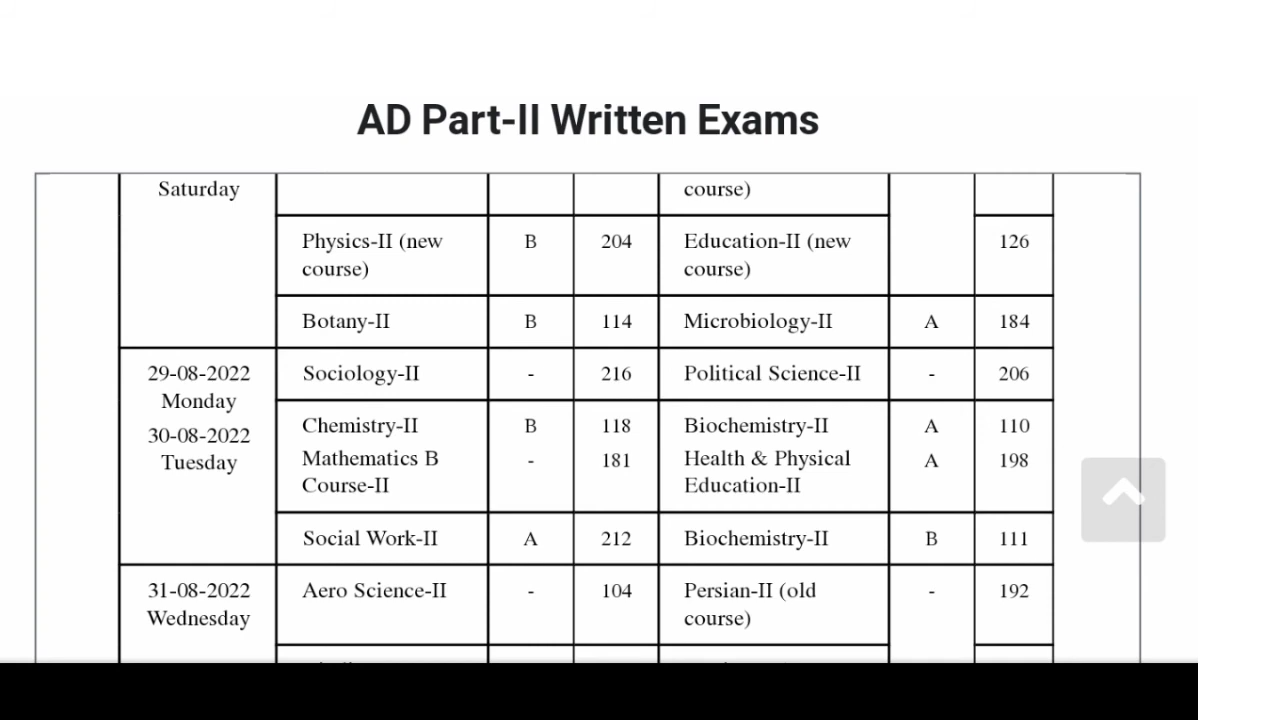 AD Part-II Written Exams
Saturday course)
Physics-II (new B 204 Education-II (new 126
course) course)
Botany-II B 114 Microbiology-II A 184
29-08-2022 Sociology-II - 216 Political Science-II - 206
Monday
30-08-2022 Chemistry-II B 118 Biochemistry-II A 110
Tuesday Mathematics B - 181 Health & Physical A 198
Course-II Education-II
Social Work-II A 212 Biochemistry-II B 111
31-08-2022 Aero Science-II - 104 Persian-II (old - 192
Wednesday course)